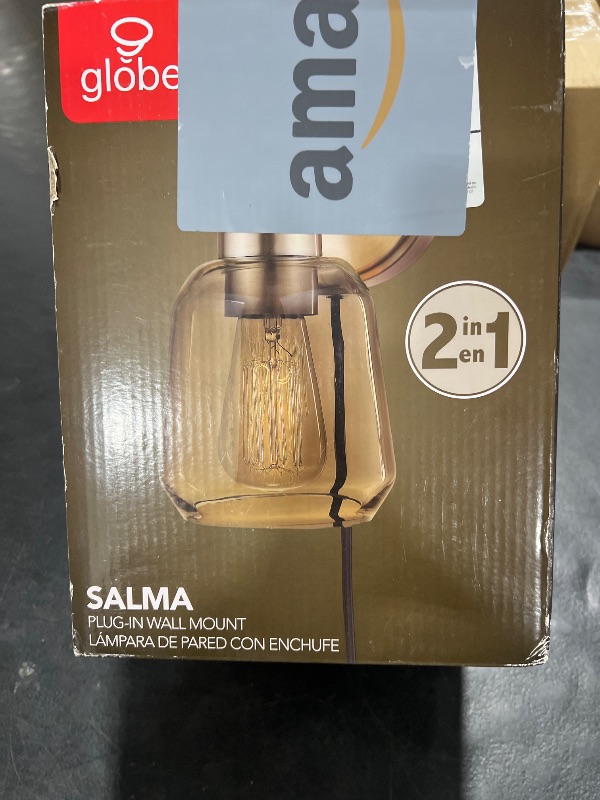 globe
ama
2 in en 1
SALMA
PLUG-IN WALL MOUNT
LÁMPARA DE PARED CON ENCHUFE